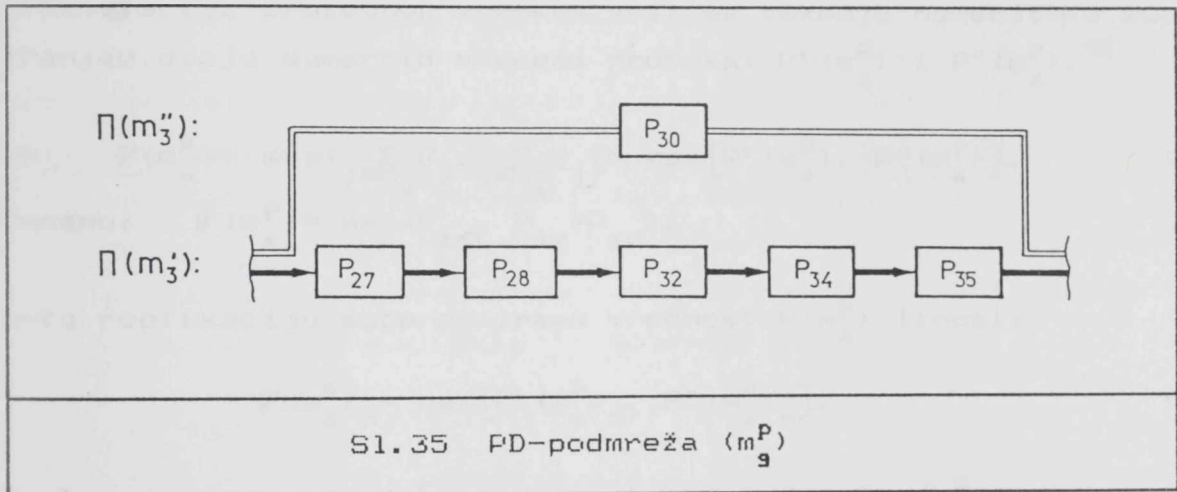 Π(m₃''): P₃₀
Π(m₃'): P₂₇ P₂₈ P₃₂ P₃₄ P₃₅
Sl.35 PD-podmreža (m₉ᵖ)